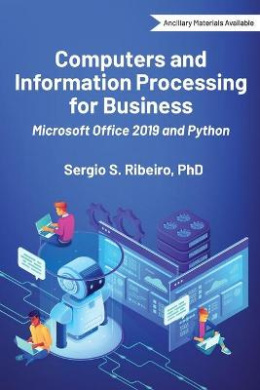 Ancillary Materials Available
Computers and
Information Processing
for Business
Microsoft Office 2019 and Python
Sergio S. Ribeiro, PhD